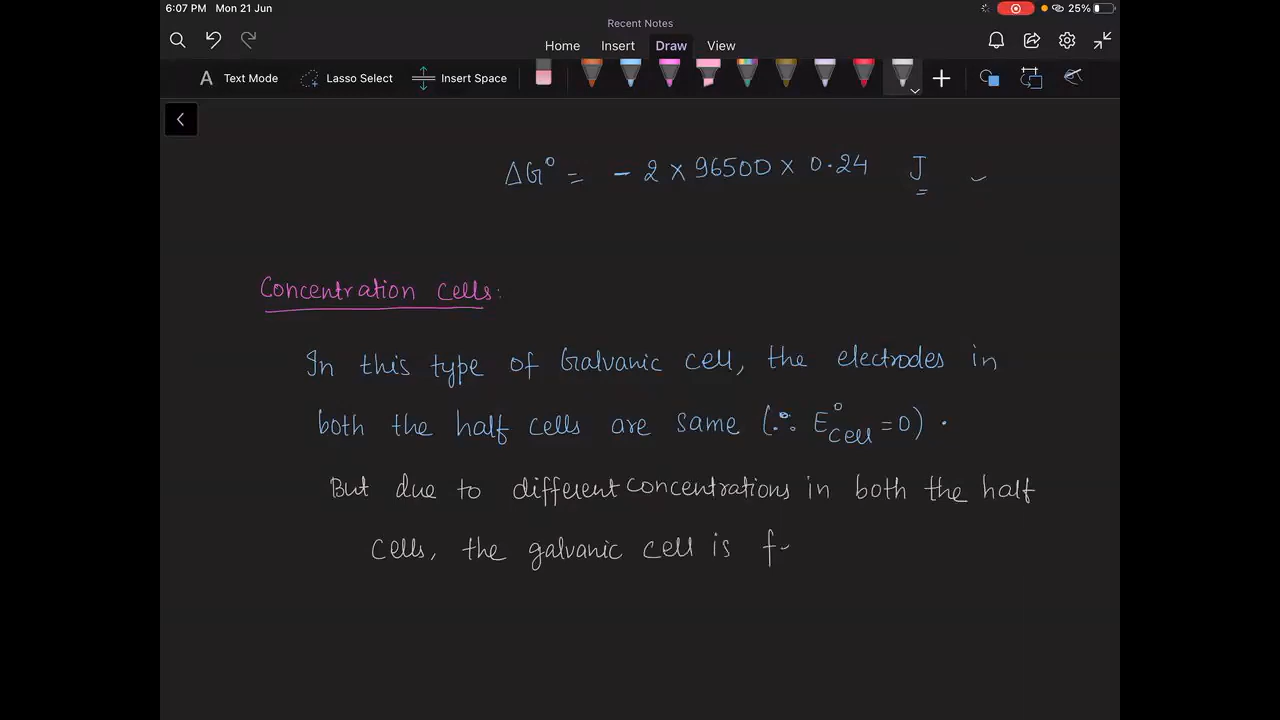 6:07 PM Mon 21 Jun
25%
Recent Notes
Home Insert Draw View
A Text Mode Lasso Select Insert Space
ΔG° = - 2 × 96500 × 0.24 J
Concentration Cells:
In this type of Galvanic cell, the electrodes in
both the half cells are same (∴ E°cell = 0) .
But due to different concentrations in both the half
cells, the galvanic cell is